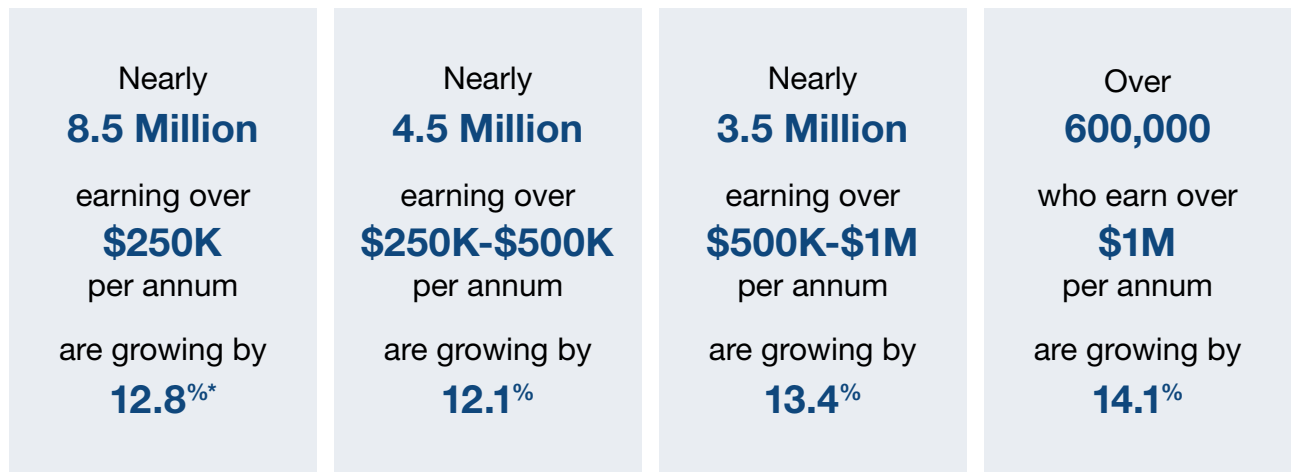 Nearly
8.5 Million
earning over
$250K
per annum
are growing by
12.8%*
Nearly
4.5 Million
earning over
$250K-$500K
per annum
are growing by
12.1%
Nearly
3.5 Million
earning over
$500K-$1M
per annum
are growing by
13.4%
Over
600,000
who earn over
$1M
per annum
are growing by
14.1%